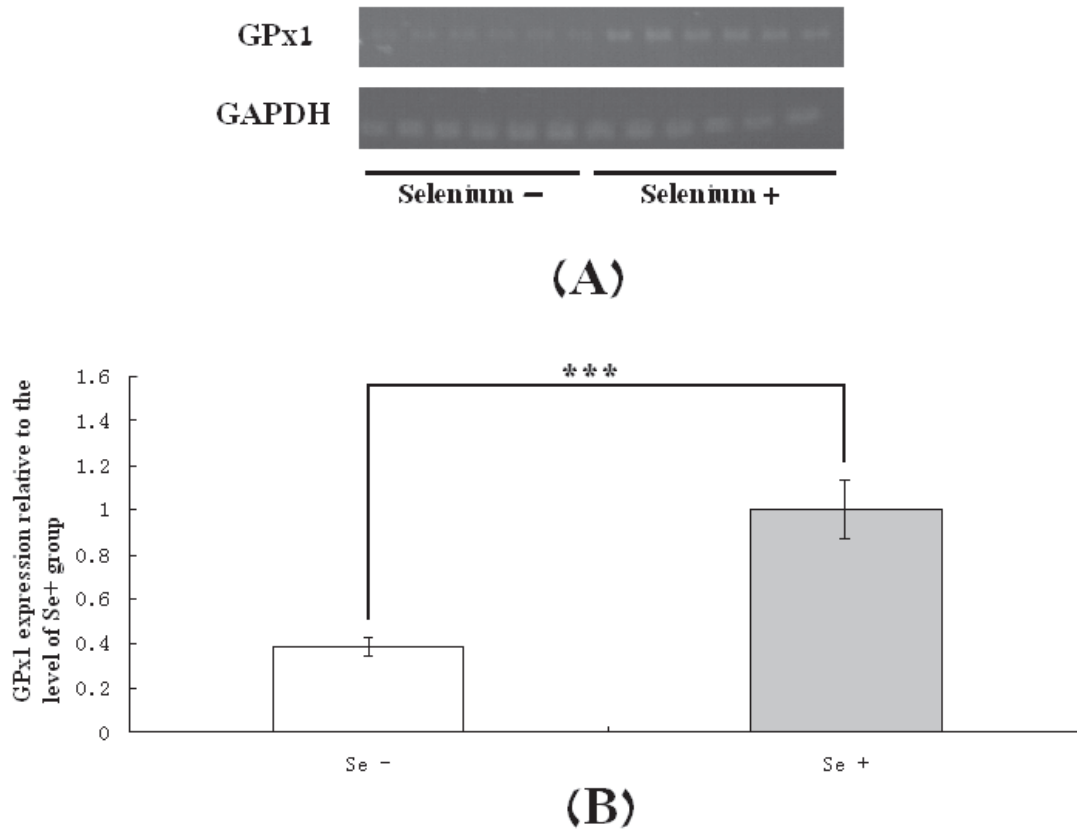 GPx1
GAPDH
Selenium −
Selenium +
(A)
GPx1 expression relative to the
level of Se+ group
1.6
1.4
1.2
1
0.8
0.6
0.4
0.2
0
***
Se -
Se +
(B)